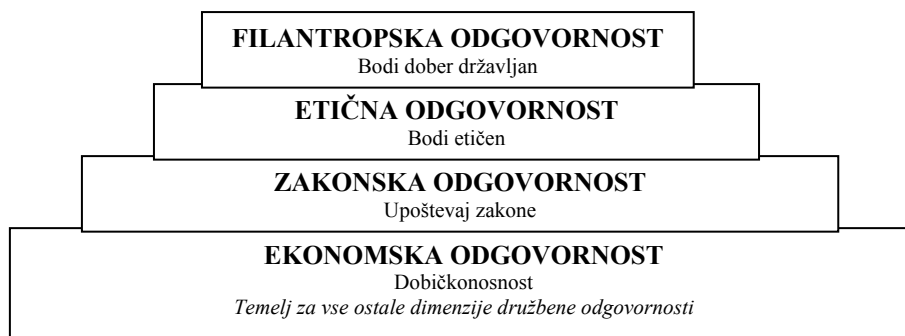 FILANTROPSKA ODGOVORNOST
Bodi dober državljan
ETIČNA ODGOVORNOST
Bodi etičen
ZAKONSKA ODGOVORNOST
Upoštevaj zakone
EKONOMSKA ODGOVORNOST
Dobičkonosnost
Temelj za vse ostale dimenzije družbene odgovornosti